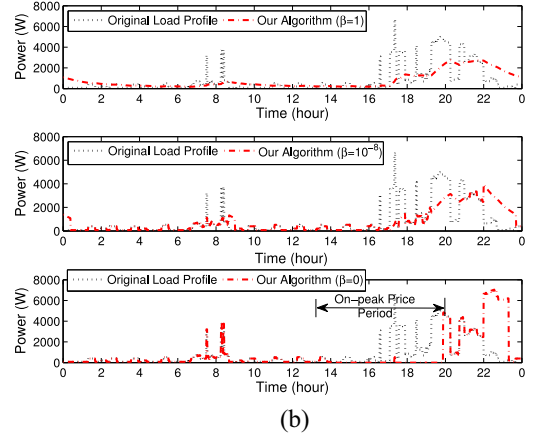 8000
6000
4000
2000
0
Power (W)
Original Load Profile
Our Algorithm (β=1)
0 2 4 6 8 10 12 14 16 18 20 22 0
Time (hour)
8000
6000
4000
2000
0
Power (W)
Original Load Profile
Our Algorithm (β=10⁻⁸)
0 2 4 6 8 10 12 14 16 18 20 22 0
Time (hour)
8000
6000
4000
2000
0
Power (W)
Original Load Profile
Our Algorithm (β=0)
On-peak Price
Period
0 2 4 6 8 10 12 14 16 18 20 22 0
Time (hour)
(b)